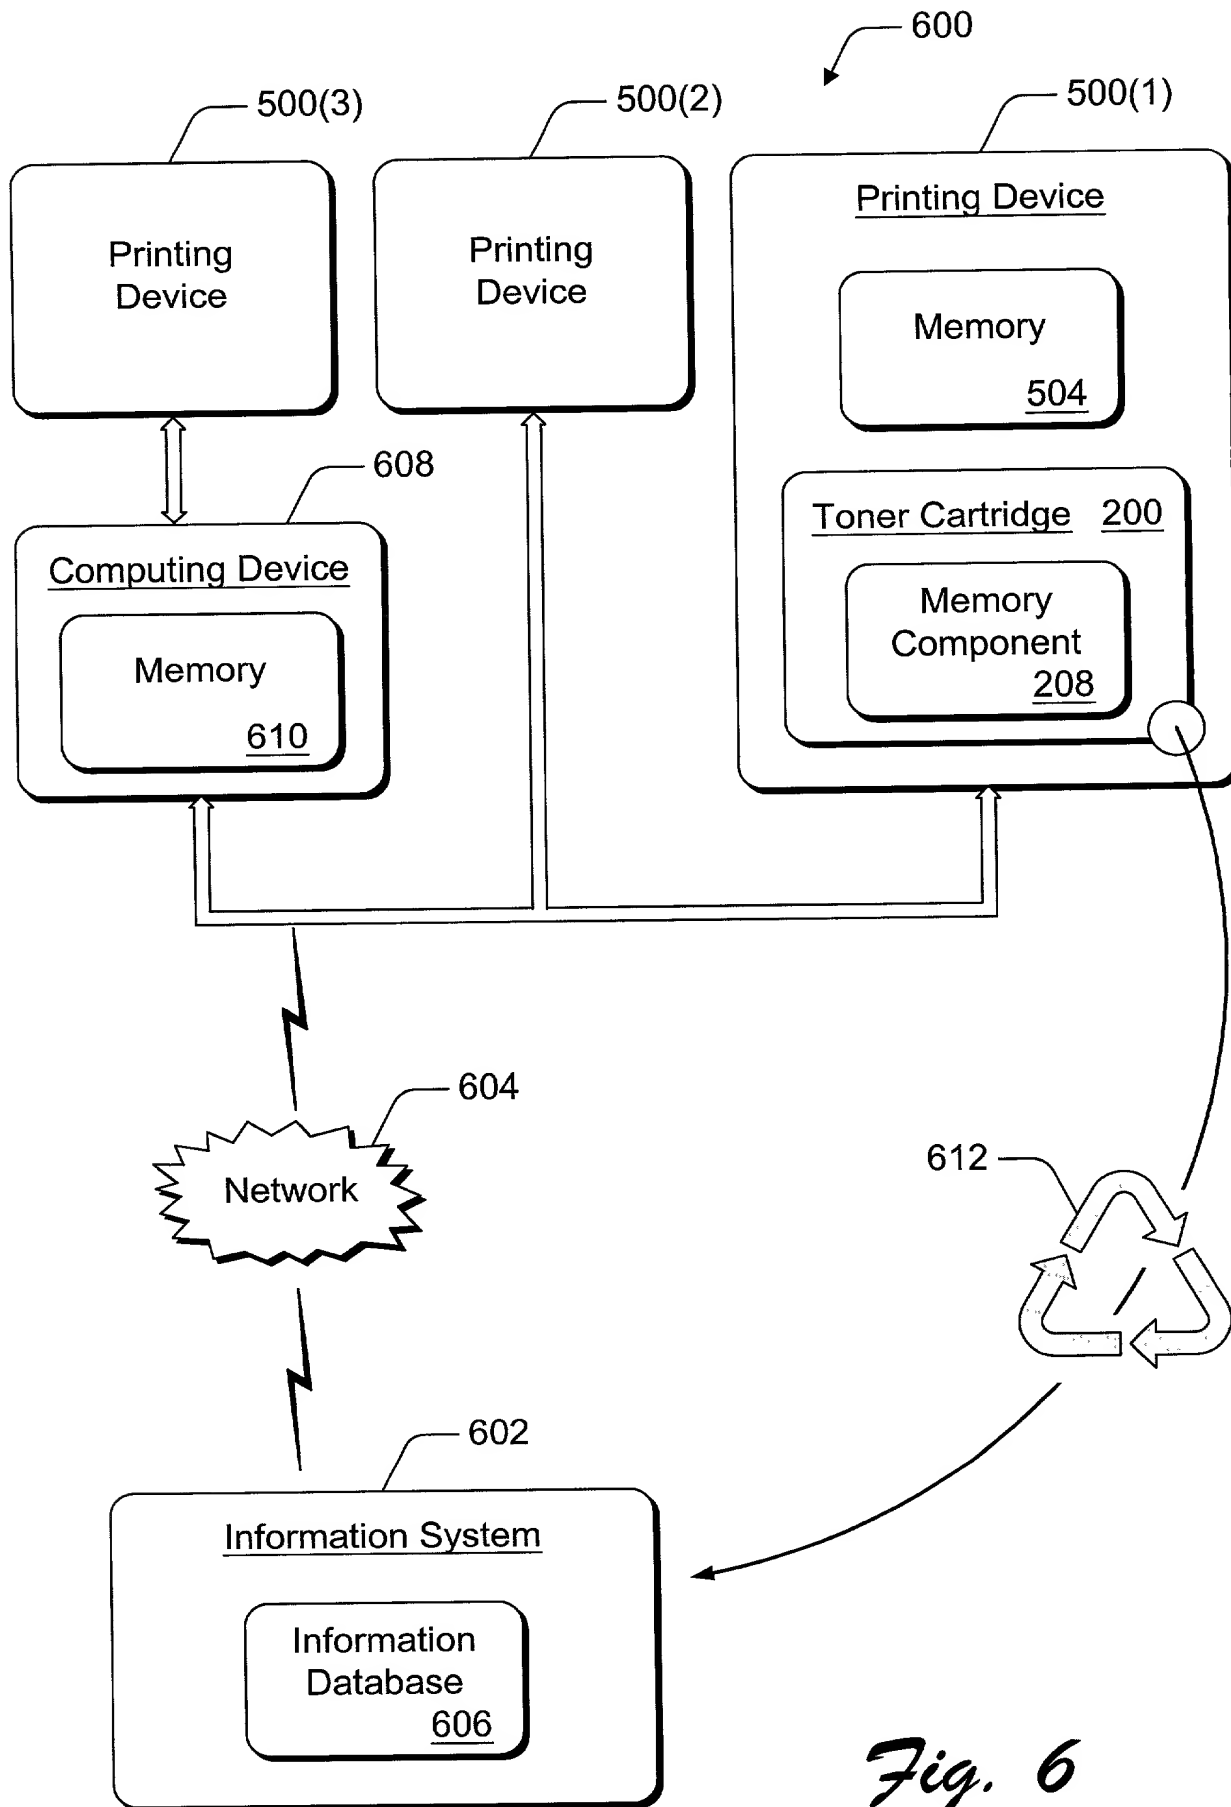 600
500(3)
500(2)
500(1)
Printing
Device
Printing
Device
Printing Device
Memory
504
608
Toner Cartridge 200
Computing Device
Memory
Component
208
Memory
610
604
Network
612
602
Information System
Information
Database
606
Fig. 6